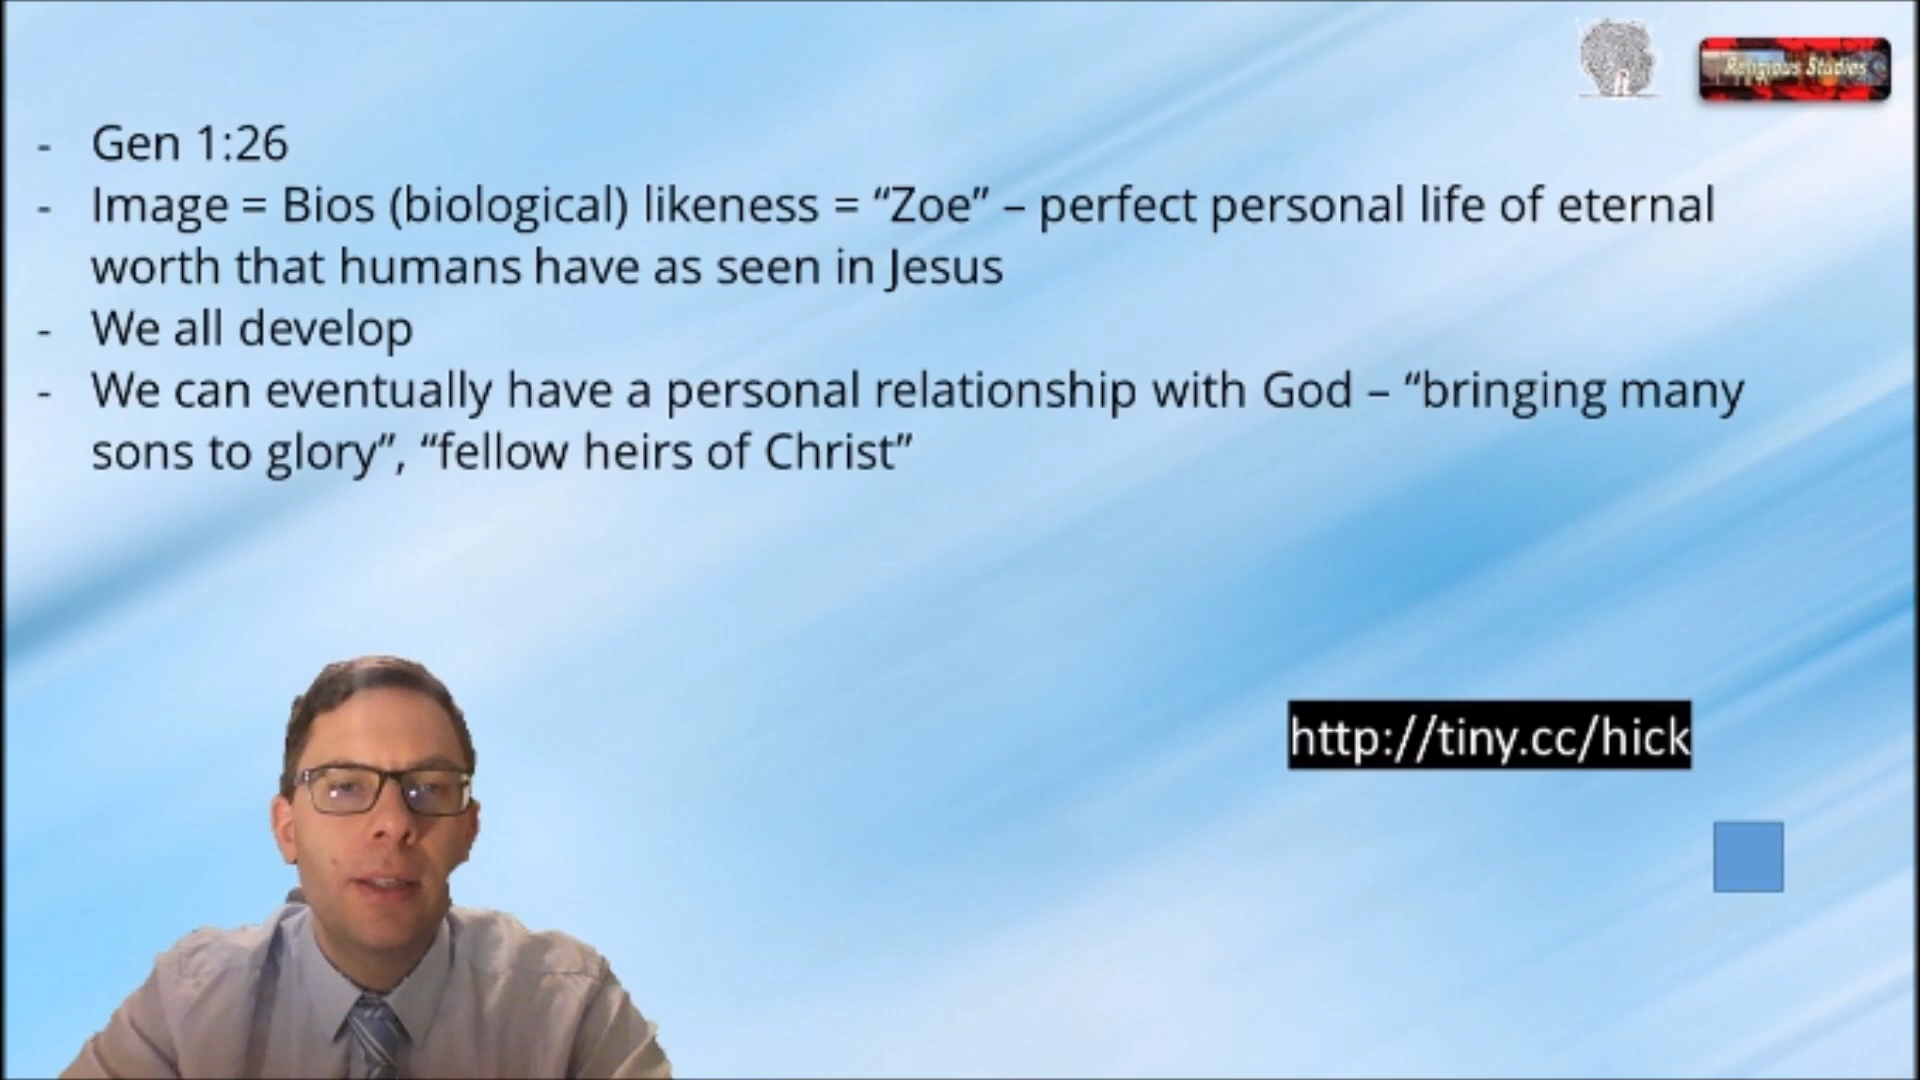 Religious Studies
- Gen 1:26
- Image = Bios (biological) likeness = “Zoe” – perfect personal life of eternal
worth that humans have as seen in Jesus
- We all develop
- We can eventually have a personal relationship with God – “bringing many
sons to glory”, “fellow heirs of Christ”
http://tiny.cc/hick